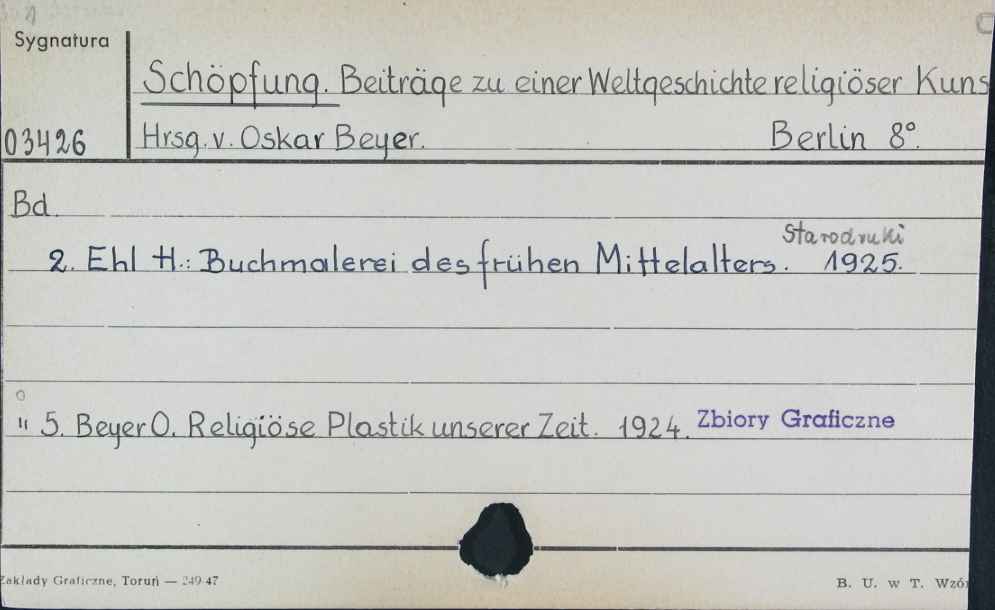 Sygnatura
Schöpfung. Beiträge zu einer Weltgeschichte religiöser Kuns
03426 Hrsg. v. Oskar Beyer. Berlin 8°.
Bd.
Starodruki
2. Ehl H.: Buchmalerei des frühen Mittelalters. 1925.
" 5. Beyer O. Religiöse Plastik unserer Zeit. 1924. Zbiory Graficzne
Zakłady Graficzne, Toruń — 249 47
B. U. w T. Wzór